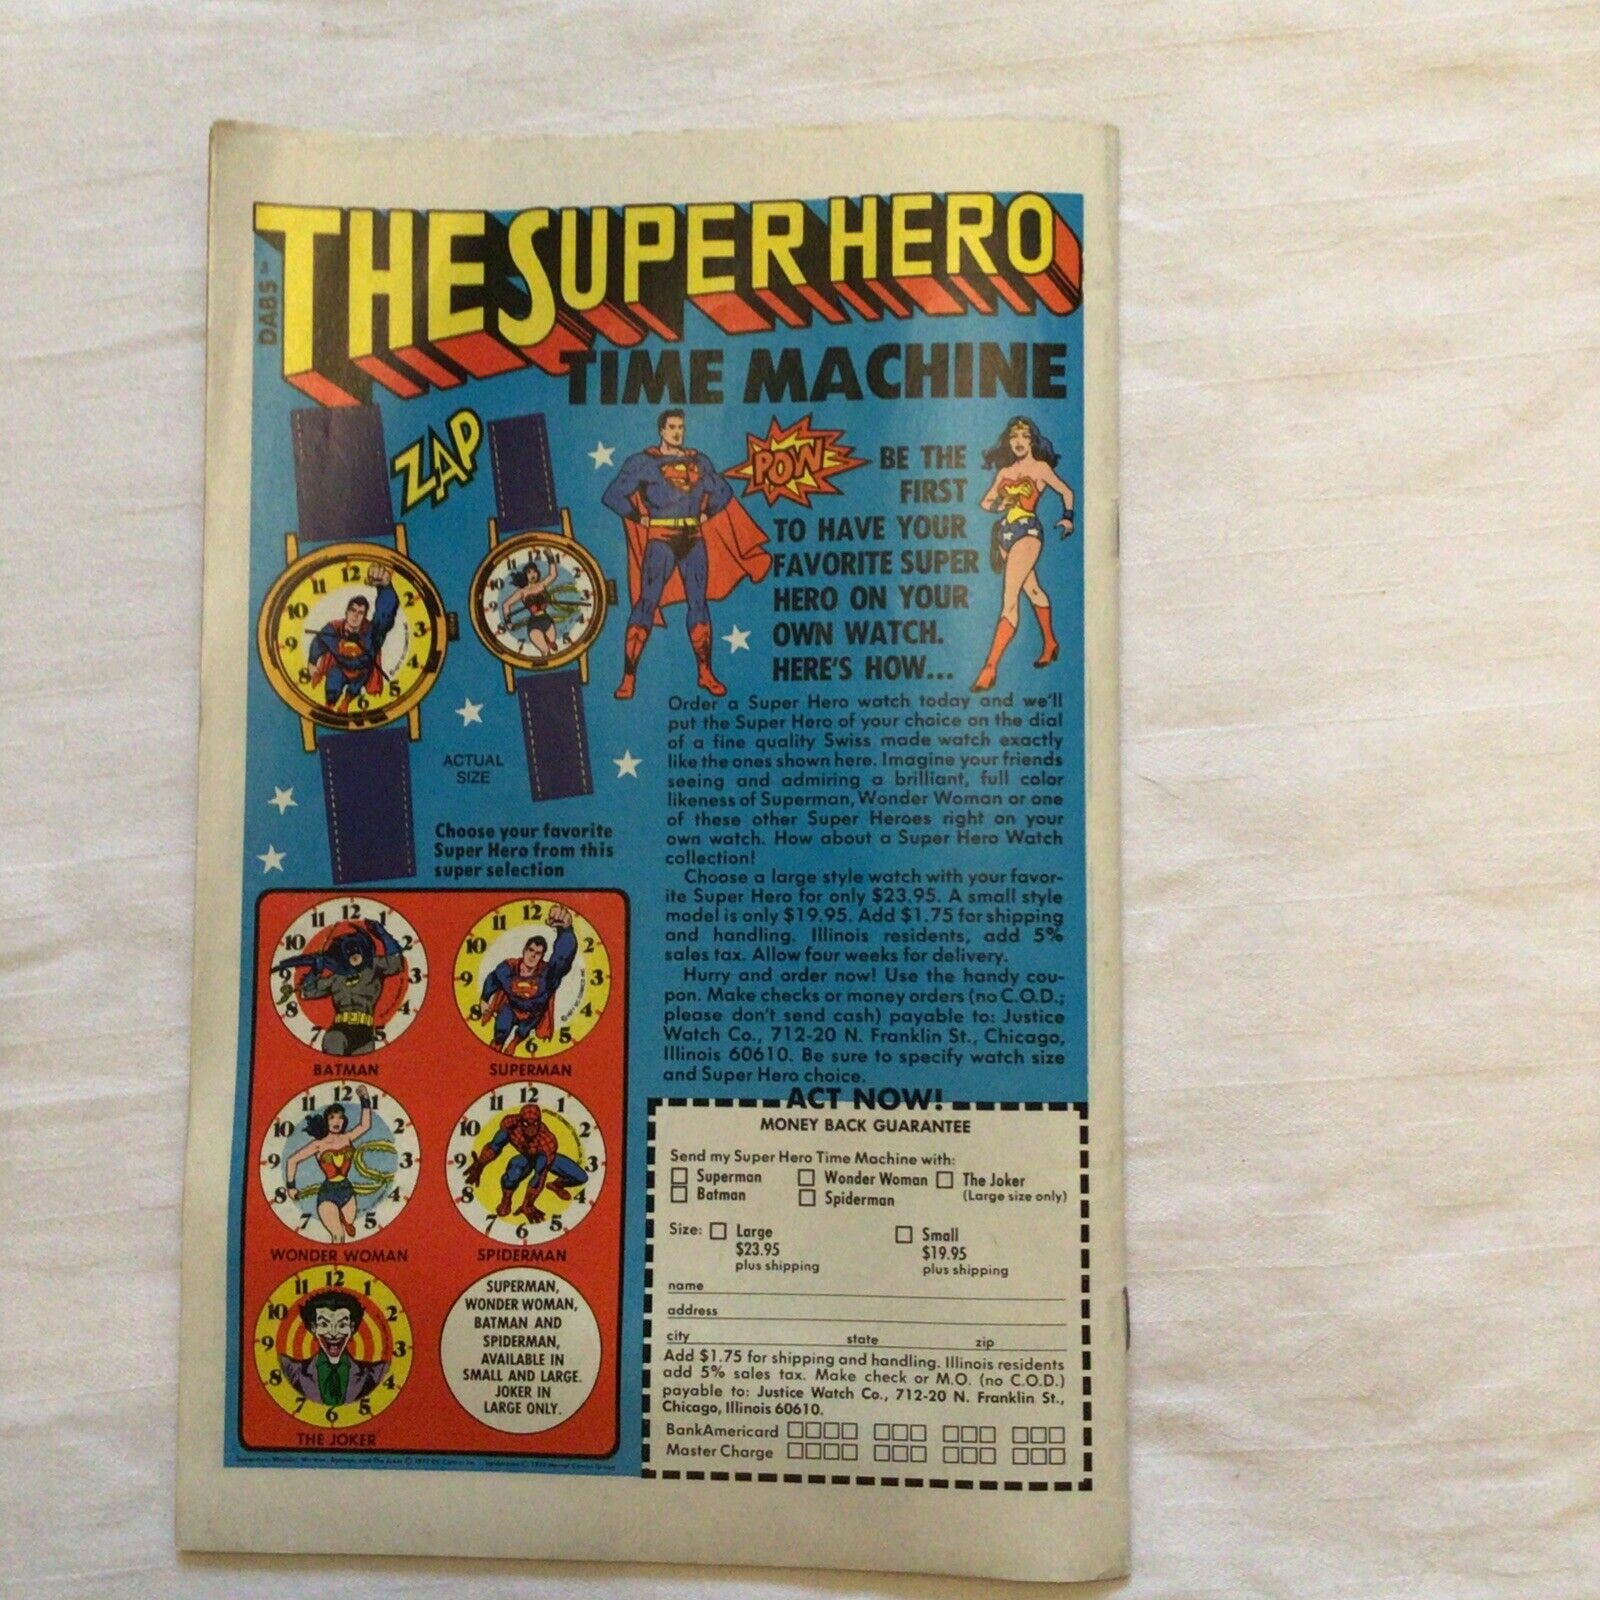 THE SUPER HERO
TIME MACHINE
DABS
ZAP
POW
BE THE
FIRST
TO HAVE YOUR
FAVORITE SUPER
HERO ON YOUR
OWN WATCH.
HERE'S HOW...
ACTUAL
SIZE
Choose your favorite
Super Hero from this
super selection
Order a Super Hero watch today and we'll
put the Super Hero of your choice on the dial
of a fine quality Swiss made watch exactly
like the ones shown here. Imagine your friends
seeing and admiring a brilliant, full color
likeness of Superman, Wonder Woman or one
of these other Super Heroes right on your
own watch. How about a Super Hero Watch
collection!
Choose a large style watch with your favor-
ite Super Hero for only $23.95. A small style
model is only $19.95. Add $1.75 for shipping
and handling. Illinois residents, add 5%
sales tax. Allow four weeks for delivery.
Hurry and order now! Use the handy cou-
pon. Make checks or money orders (no C.O.D.;
please don't send cash) payable to: Justice
Watch Co., 712-20 N. Franklin St., Chicago,
Illinois 60610. Be sure to specify watch size
and Super Hero choice.
BATMAN
SUPERMAN
WONDER WOMAN
SPIDERMAN
THE JOKER
SUPERMAN,
WONDER WOMAN,
BATMAN AND
SPIDERMAN,
AVAILABLE IN
SMALL AND LARGE.
JOKER IN
LARGE ONLY.
ACT NOW!
MONEY BACK GUARANTEE
Send my Super Hero Time Machine with:
Superman Wonder Woman The Joker
Batman Spiderman (Large size only)
Size: Large Small
$23.95 $19.95
plus shipping plus shipping
name
address
city state zip
Add $1.75 for shipping and handling. Illinois residents
add 5% sales tax. Make check or M.O. (no C.O.D.)
payable to: Justice Watch Co., 712-20 N. Franklin St.,
Chicago, Illinois 60610.
BankAmericard
Master Charge